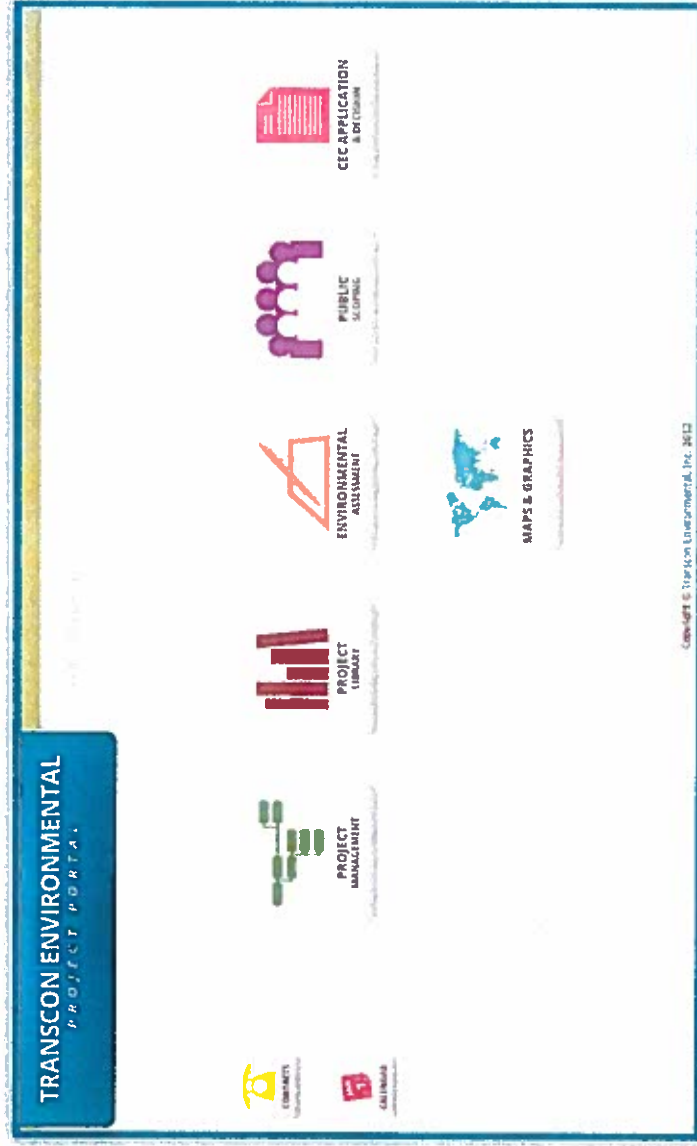 TRANSCON ENVIRONMENTAL
PROJECT PORTAL
CONTACTS
CALENDAR
PROJECT
MANAGEMENT
PROJECT
LIBRARY
ENVIRONMENTAL
ASSESSMENT
PUBLIC
SCOPING
CEC APPLICATION
& DECISION
MAPS & GRAPHICS
Copyright © Transcon Environmental, Inc. 2012